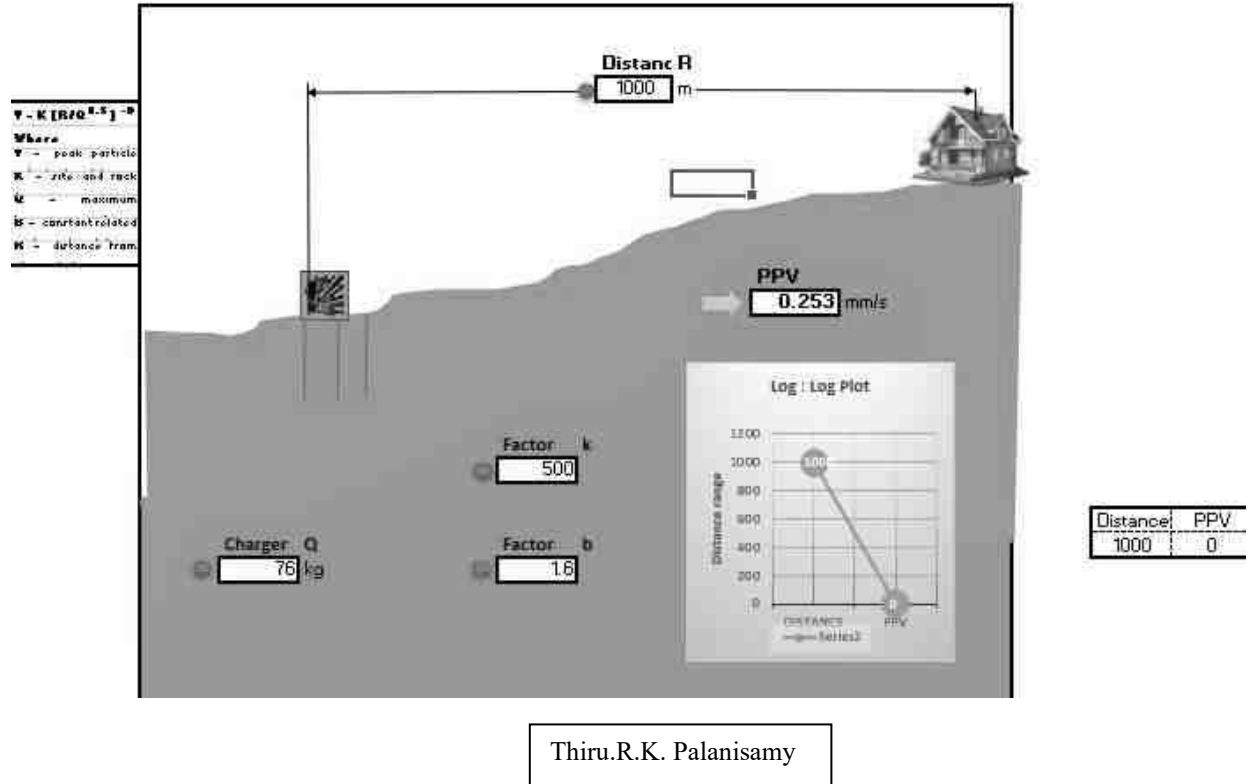 Distanc R
1000 m
V - K [R/Q^0.5] -B
Where
V - peak particle
K - site and rock
Q - maximum
B - constant related
R - distance from
PPV
0.253 mm/s
Log : Log Plot
1200
1000
800
600
400
200
0
Distance range
DISTANCE PPV
Series2
Factor k
500
Charger Q
76 kg
Factor b
1.6
Distance PPV
1000 0
Thiru.R.K. Palanisamy